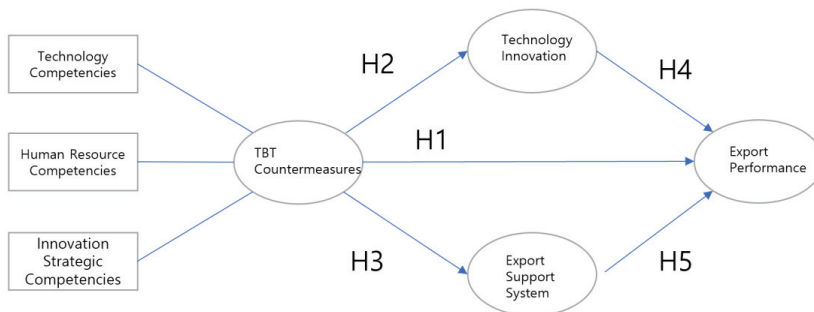 Technology
Competencies
Human Resource
Competencies
Innovation
Strategic
Competencies
TBT
Countermeasures
H2
H1
H3
Technology
Innovation
Export
Support
System
H4
H5
Export
Performance